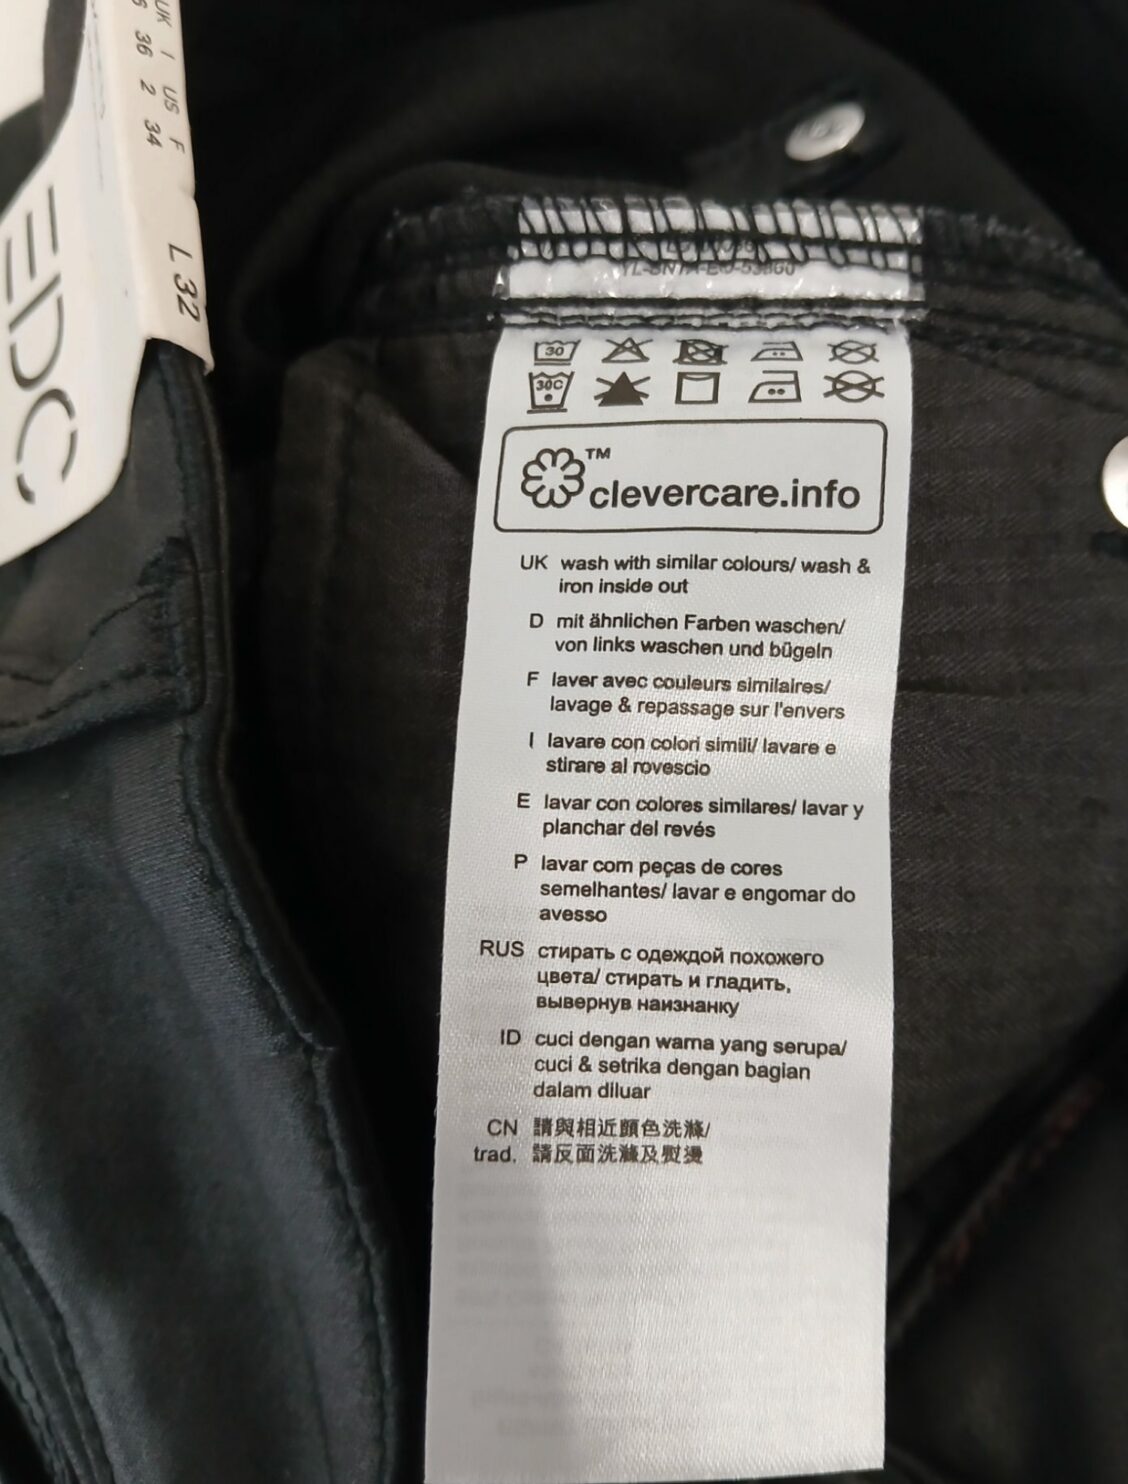 UK I US F
36 2 34
L 32
EDC
30
30C
clevercare.info
TM
UK wash with similar colours/ wash &
iron inside out
D mit ähnlichen Farben waschen/
von links waschen und bügeln
F laver avec couleurs similaires/
lavage & repassage sur l'envers
I lavare con colori simili/ lavare e
stirare al rovescio
E lavar con colores similares/ lavar y
planchar del revés
P lavar com peças de cores
semelhantes/ lavar e engomar do
avesso
RUS стирать с одеждой похожего
цвета/ стирать и гладить,
вывернув наизнанку
ID cuci dengan warna yang serupa/
cuci & setrika dengan bagian
dalam diluar
CN 請與相近顏色洗滌/
trad. 請反面洗滌及熨燙